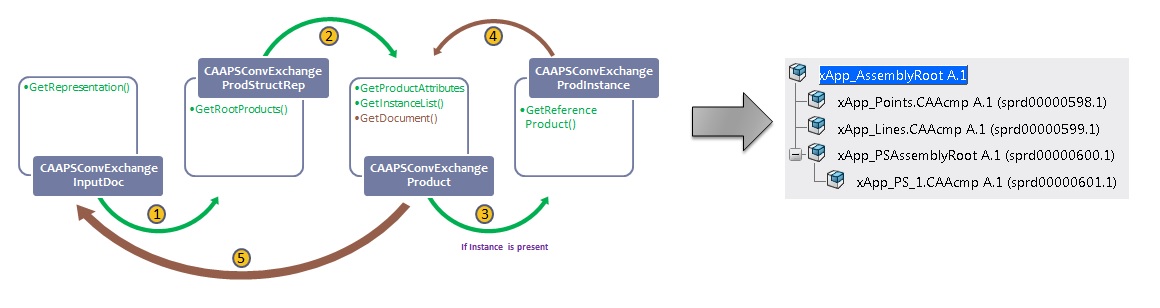 •GetRepresentation()
CAAPSConvExchange
InputDoc
1
2
CAAPSConvExchange
ProdStructRep
•GetRootProducts()
•GetProductAttributes
•GetInstanceList()
•GetDocument()
CAAPSConvExchange
Product
3
If Instance is present
4
CAAPSConvExchange
ProdInstance
•GetReference
Product()
5
xApp_AssemblyRoot A.1
xApp_Points.CAAcmp A.1 (sprd00000598.1)
xApp_Lines.CAAcmp A.1 (sprd00000599.1)
xApp_PSAssemblyRoot A.1 (sprd00000600.1)
xApp_PS_1.CAAcmp A.1 (sprd00000601.1)